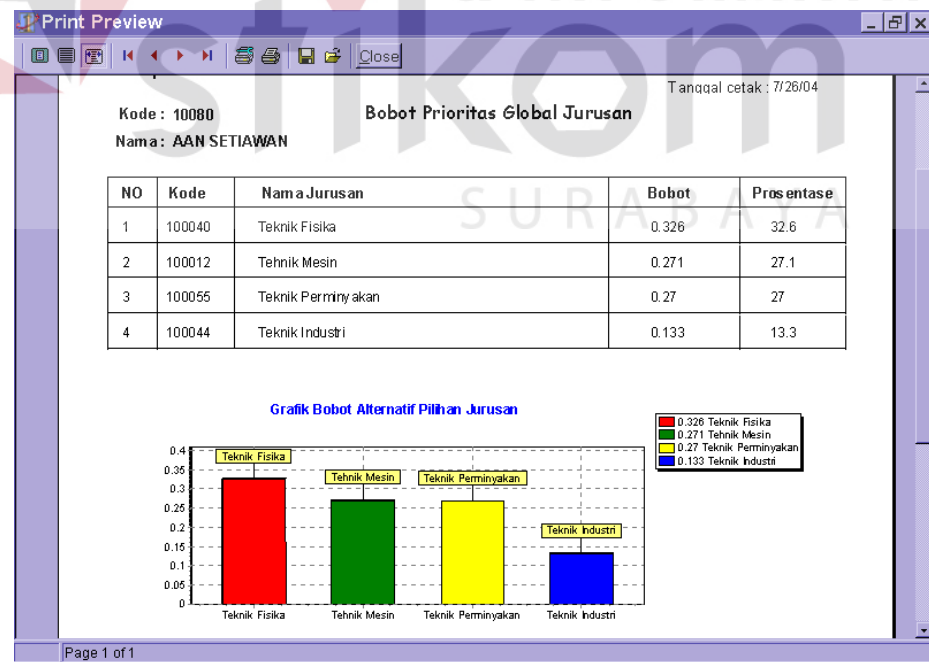 Print Preview
stikom
SURABAYA
Close
Tanggal cetak : 7/26/04
Kode : 10080
Bobot Prioritas Global Jurusan
Nama : AAN SETIAWAN
NO Kode Nama Jurusan Bobot Prosentase
1 100040 Teknik Fisika 0.326 32.6
2 100012 Tehnik Mesin 0.271 27.1
3 100055 Teknik Perminyakan 0.27 27
4 100044 Teknik Industri 0.133 13.3
Grafik Bobot Alternatif Pilihan Jurusan
0.326 Teknik Fisika
0.271 Tehnik Mesin
0.27 Teknik Perminyakan
0.133 Teknik Industri
0.4
0.35
0.3
0.25
0.2
0.15
0.1
0.05
0
Teknik Fisika
Tehnik Mesin
Teknik Perminyakan
Teknik Industri
Teknik Fisika Tehnik Mesin Teknik Perminyakan Teknik Industri
Page 1 of 1